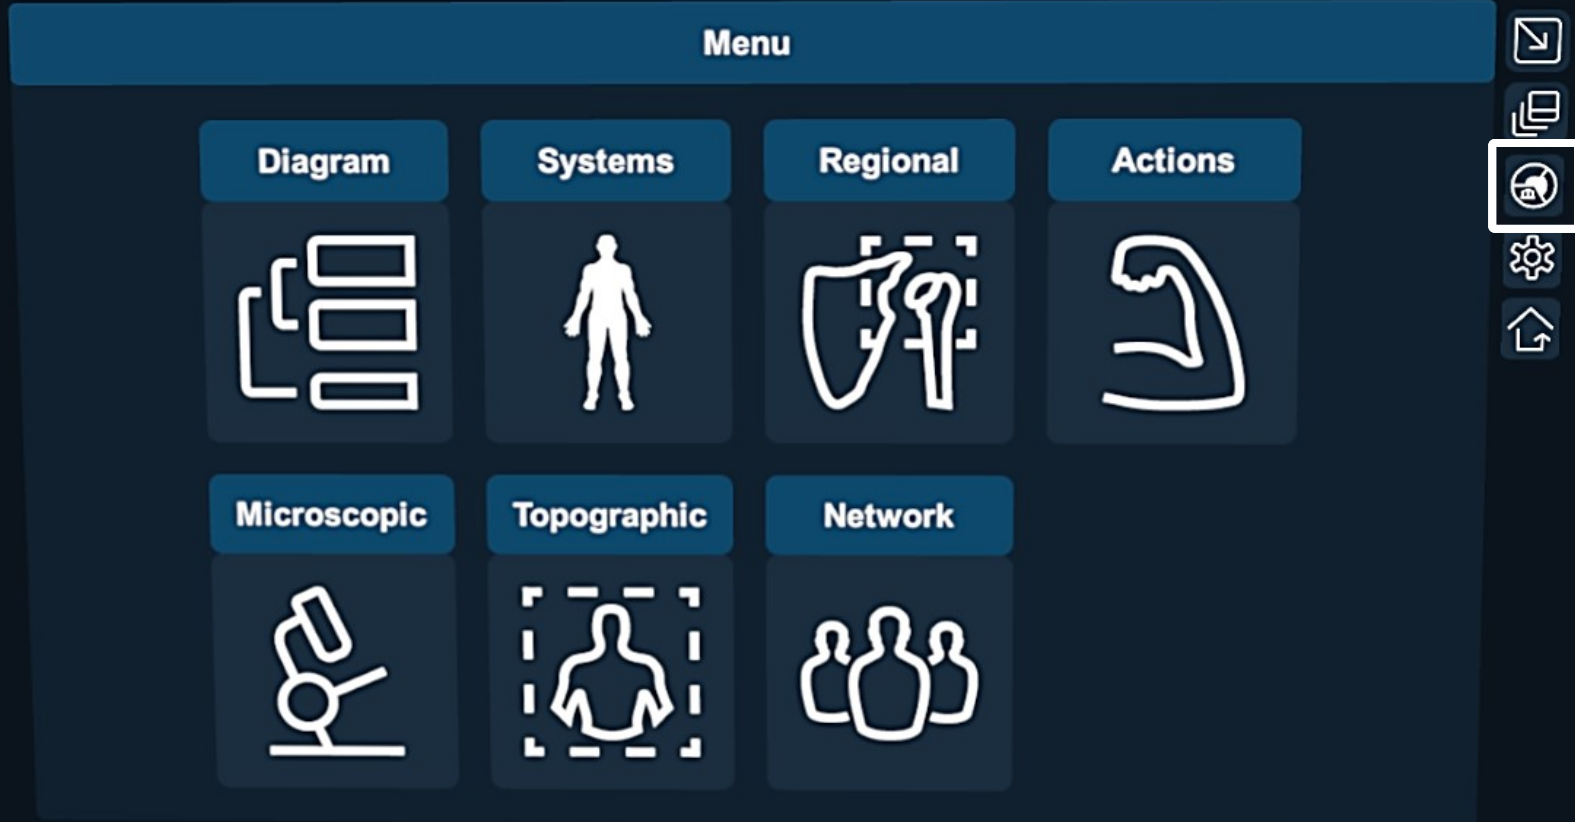 Menu
Diagram
Systems
Regional
Actions
Microscopic
Topographic
Network